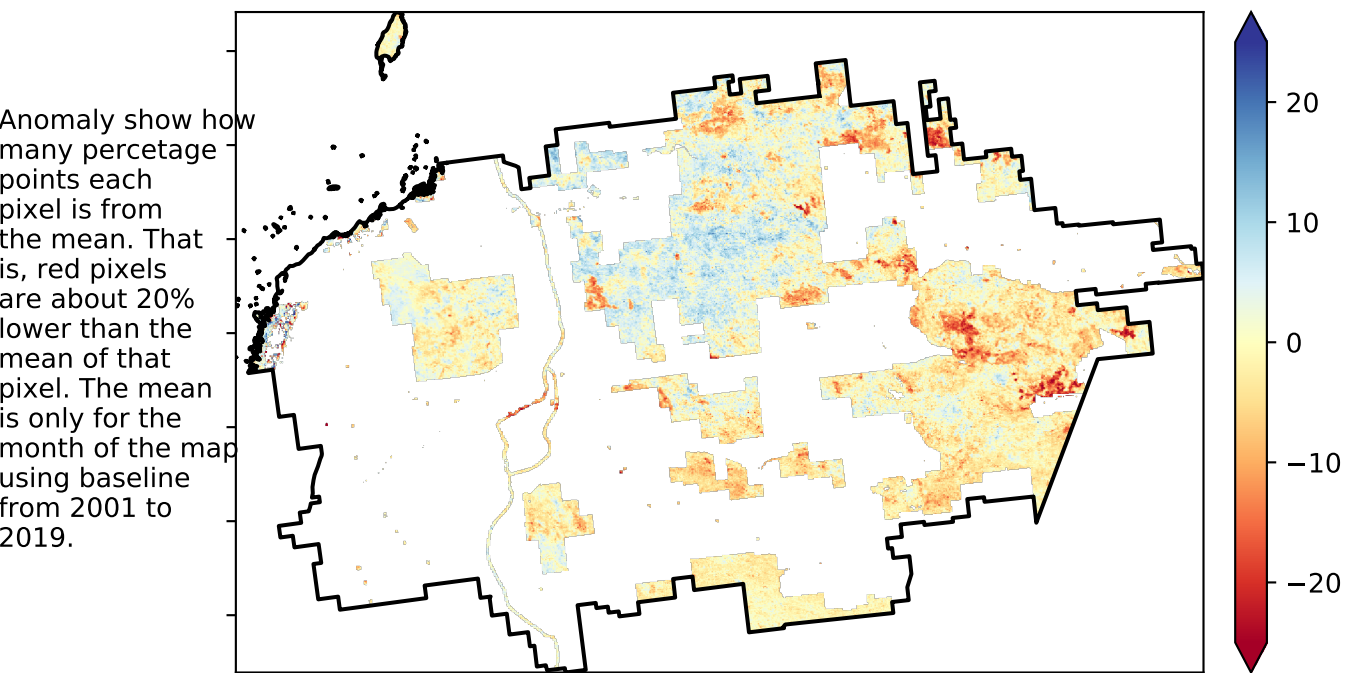 Anomaly show how
many percetage
points each
pixel is from
the mean. That
is, red pixels
are about 20%
lower than the
mean of that
pixel. The mean
is only for the
month of the map
using baseline
from 2001 to
2019.
20
10
0
−10
−20